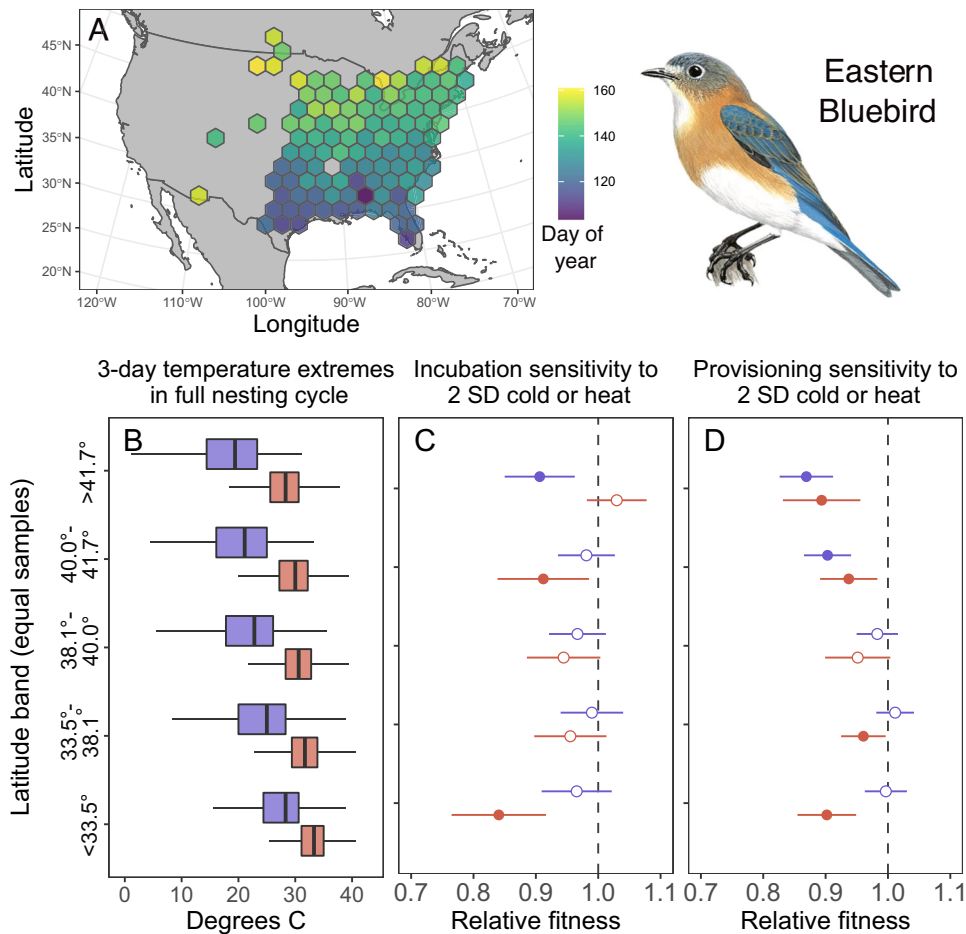 A
45°N
40°N
35°N
30°N
25°N
20°N
Latitude
120°W
110°W
100°W
90°W
80°W
70°W
Longitude
160
140
120
Day of
year
Eastern
Bluebird
3-day temperature extremes
in full nesting cycle
Incubation sensitivity to
2 SD cold or heat
Provisioning sensitivity to
2 SD cold or heat
B
C
D
Latitude band (equal samples)
>41.7°
40.0°-
41.7°
38.1°-
40.0°
33.5°-
38.1
<33.5°
0
10
20
30
40
Degrees C
0.7
0.8
0.9
1.0
1.1
Relative fitness
0.7
0.8
0.9
1.0
1.1
Relative fitness